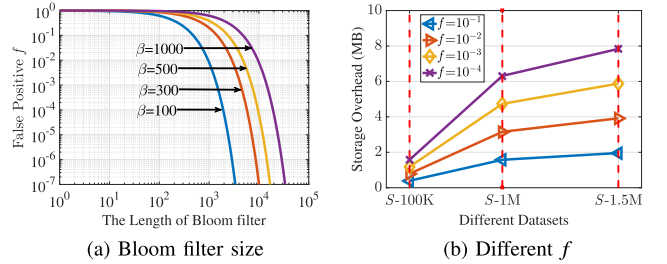 False Positive f
10^0
10^-1
10^-2
10^-3
10^-4
10^-5
10^-6
10^-7
β=1000
β=500
β=300
β=100
10^0 10^1 10^2 10^3 10^4 10^5
The Length of Bloom filter
(a) Bloom filter size
Storage Overhead (MB)
10
8
6
4
2
0
f=10^-1
f=10^-2
f=10^-3
f=10^-4
S-100K S-1M S-1.5M
Different Datasets
(b) Different f